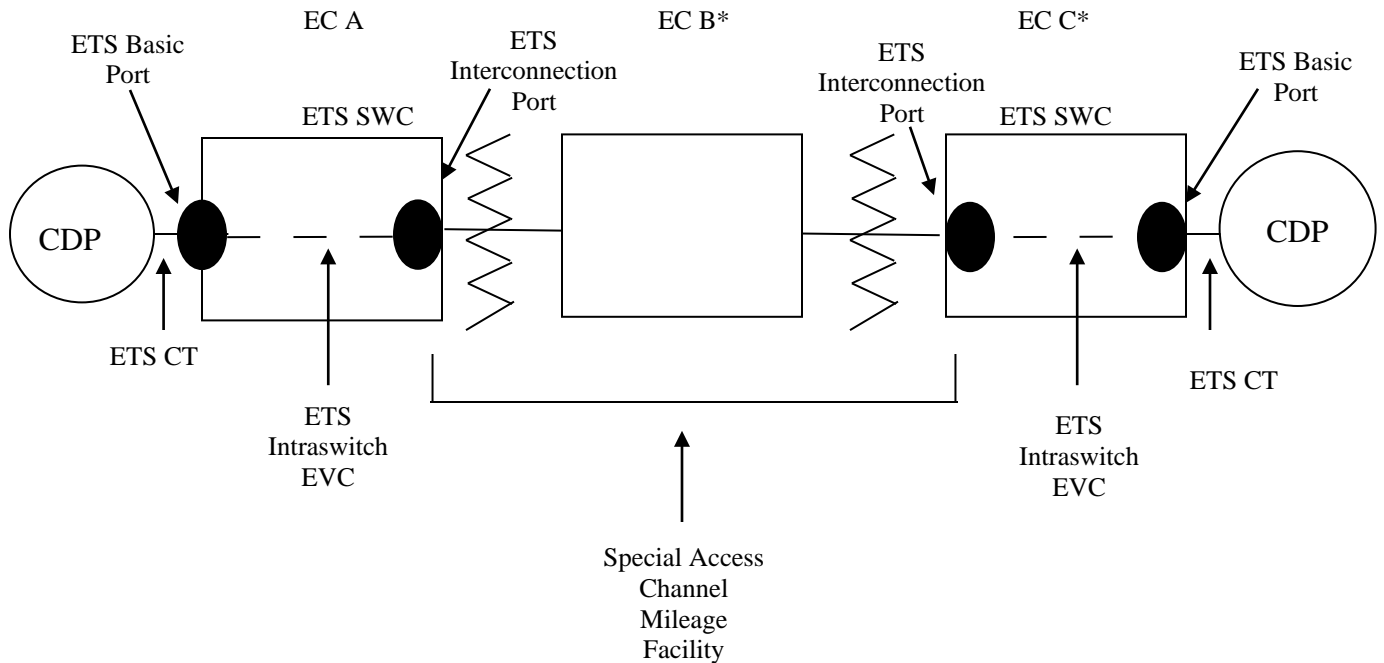 EC A
EC B*
EC C*
ETS Basic
Port
ETS
Interconnection
Port
ETS
Interconnection
Port
ETS Basic
Port
ETS SWC
ETS SWC
CDP
CDP
ETS CT
ETS CT
ETS
Intraswitch
EVC
ETS
Intraswitch
EVC
Special Access
Channel
Mileage
Facility